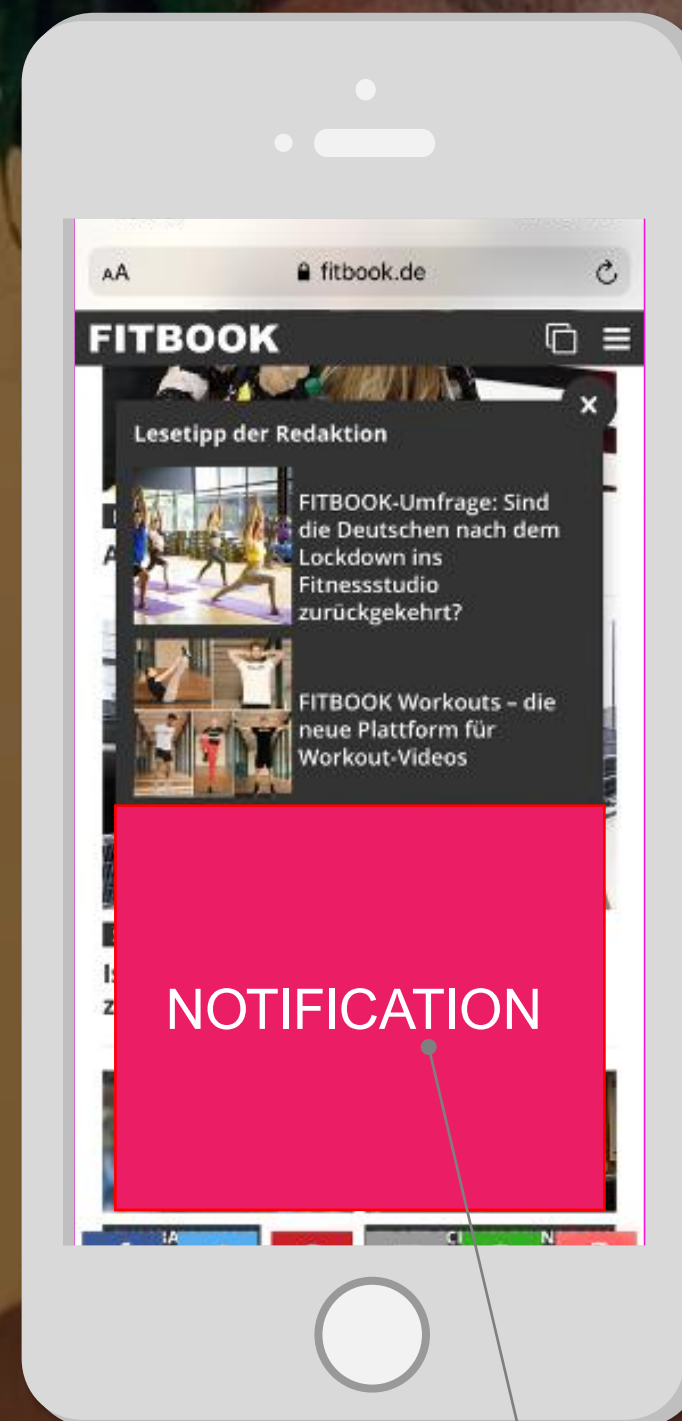 AA fitbook.de
FITBOOK
Lesetipp der Redaktion
FITBOOK-Umfrage: Sind
die Deutschen nach dem
Lockdown ins
Fitnessstudio
zurückgekehrt?
FITBOOK Workouts – die
neue Plattform für
Workout-Videos
NOTIFICATION